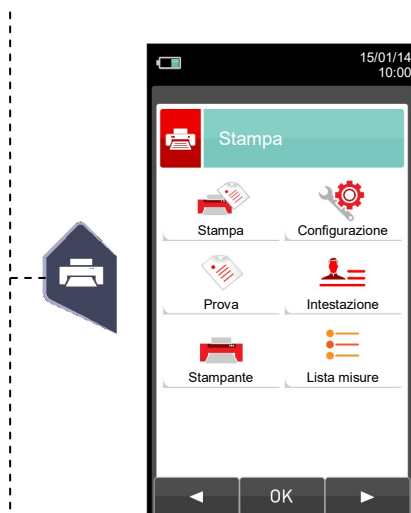 15/01/14
10:00
Stampa
Stampa
Configurazione
Prova
Intestazione
Stampante
Lista misure
OK